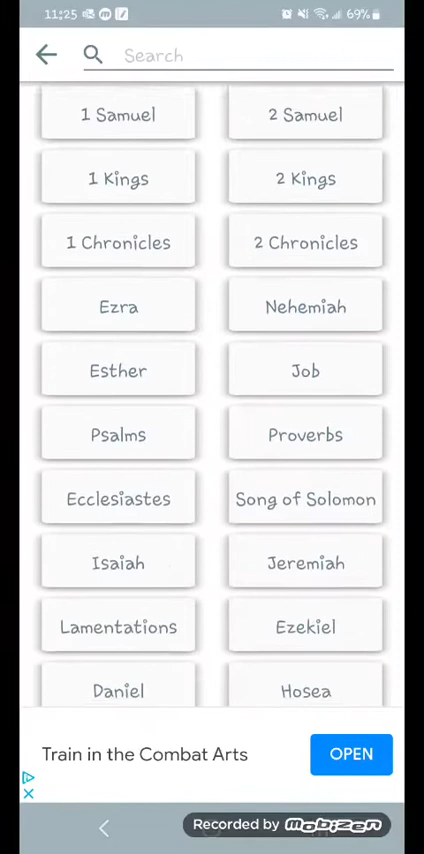 11:25 69%
Search
1 Samuel 2 Samuel
1 Kings 2 Kings
1 Chronicles 2 Chronicles
Ezra Nehemiah
Esther Job
Psalms Proverbs
Ecclesiastes Song of Solomon
Isaiah Jeremiah
Lamentations Ezekiel
Daniel Hosea
Train in the Combat Arts OPEN
Recorded by mobizen